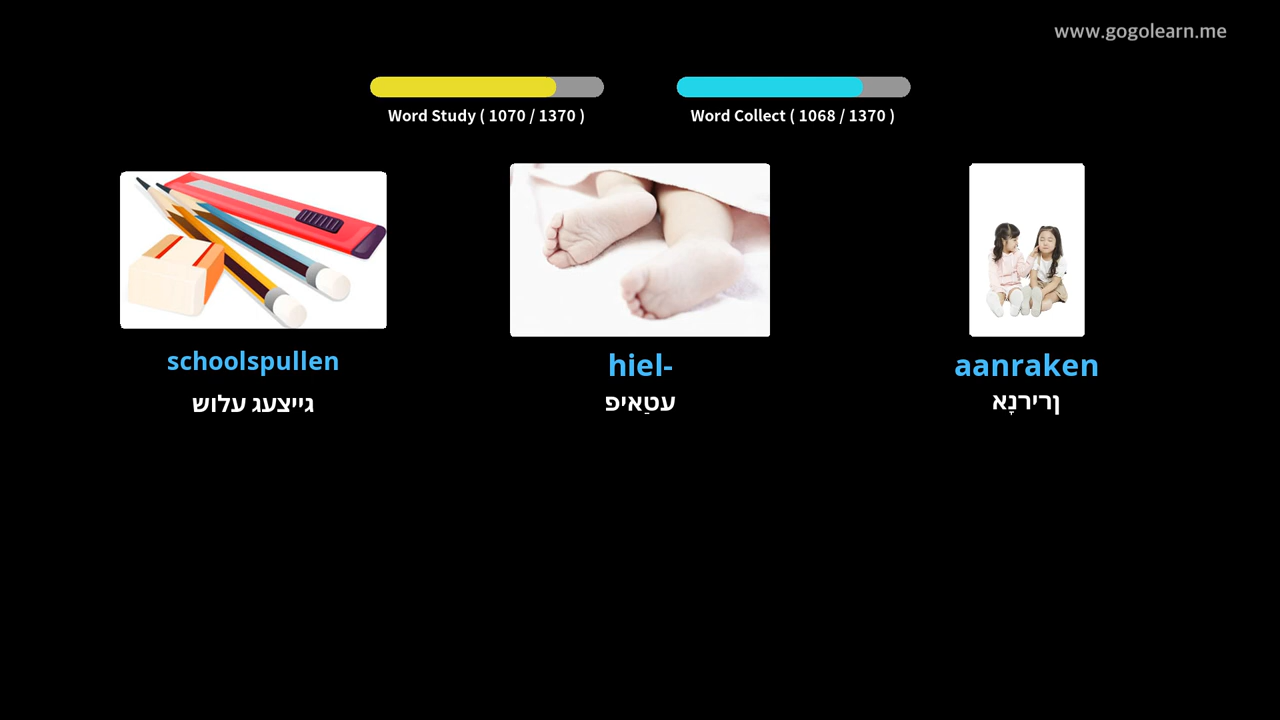 www.gogolearn.me
Word Study ( 1070 / 1370 )
Word Collect ( 1068 / 1370 )
schoolspullen
גייצעג עלוש
hiel-
עטַאיפ
aanraken
ןרירנָא